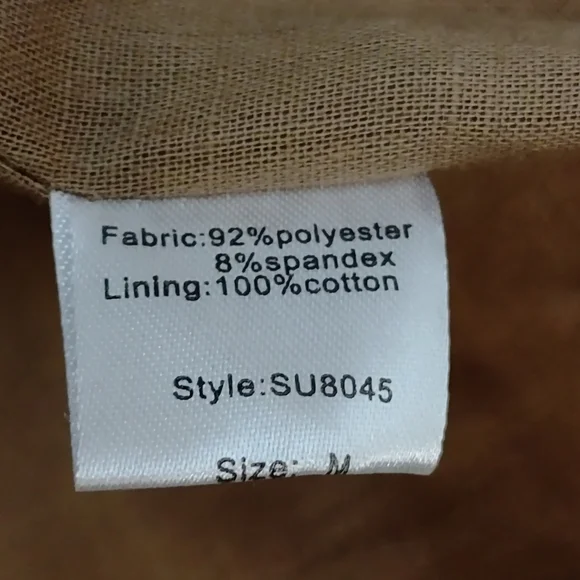 Fabric:92%polyester
8%spandex
Lining:100%cotton
Style:SU8045
Size: M